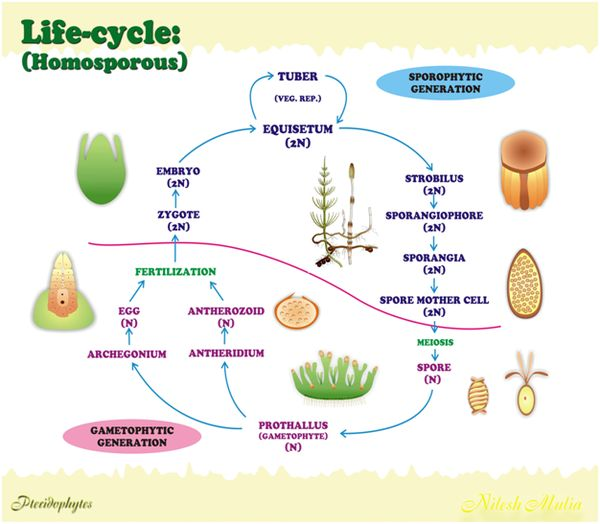 Life-cycle:
(Homosporous)
TUBER
(VEG. REP.)
SPOROPHYTIC
GENERATION
EQUISETUM
(2N)
EMBRYO
(2N)
ZYGOTE
(2N)
STROBILUS
(2N)
SPORANGIOPHORE
(2N)
SPORANGIA
(2N)
SPORE MOTHER CELL
(2N)
FERTILIZATION
EGG
(N)
ANTHEROZOID
(N)
ARCHEGONIUM
ANTHERIDIUM
MEIOSIS
SPORE
(N)
PROTHALLUS
(GAMETOPHYTE)
(N)
GAMETOPHYTIC
GENERATION
Pteridophytes
Nilesh Malia